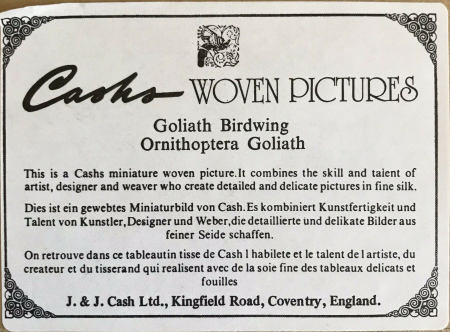 Cashs WOVEN PICTURES
Goliath Birdwing
Ornithoptera Goliath
This is a Cashs miniature woven picture.It combines the skill and talent of
artist, designer and weaver who create detailed and delicate pictures in fine silk.
Dies ist ein gewebtes Miniaturbild von Cash.Es kombiniert Kunstfertigkeit und
Talent von Kunstler,Designer und Weber,die detaillierte und delikate Bilder aus
feiner Seide schaffen.
On retrouve dans ce tableautin tisse de Cash l habilete et le talent de l artiste, du
createur et du tisserand qui realisent avec de la soie fine des tableaux delicats et
fouilles
J. & J. Cash Ltd., Kingfield Road, Coventry, England.